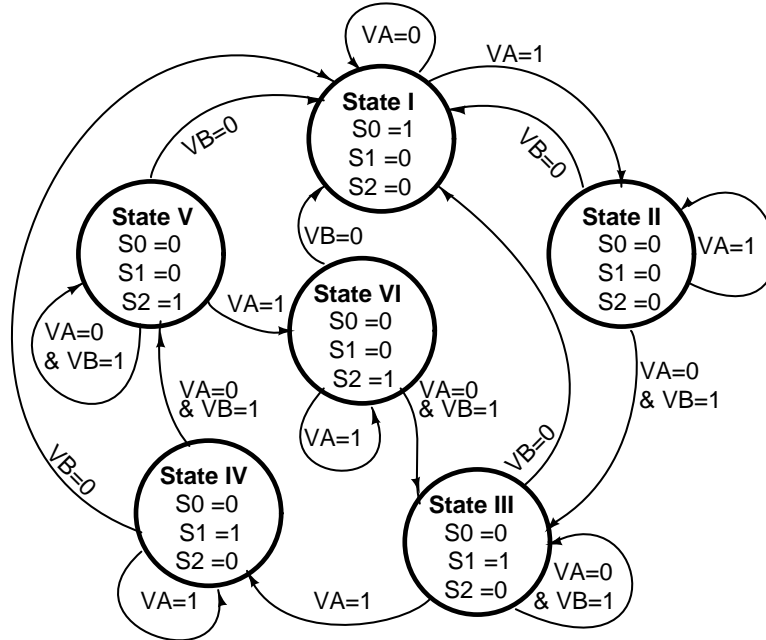 VA=0
VA=1
State I
S0 =1
S1 =0
S2 =0
VB=0
VB=0
State V
S0 =0
S1 =0
S2 =1
State II
S0 =0
S1 =0
S2 =0
VA=1
VB=0
State VI
S0 =0
S1 =0
S2 =1
VA=1
VA=0
& VB=1
VA=0
& VB=1
VA=0
& VB=1
VA=0
& VB=1
VA=1
VB=0
VB=0
State IV
S0 =0
S1 =1
S2 =0
State III
S0 =0
S1 =1
S2 =0
VA=1
VA=1
VA=0
& VB=1